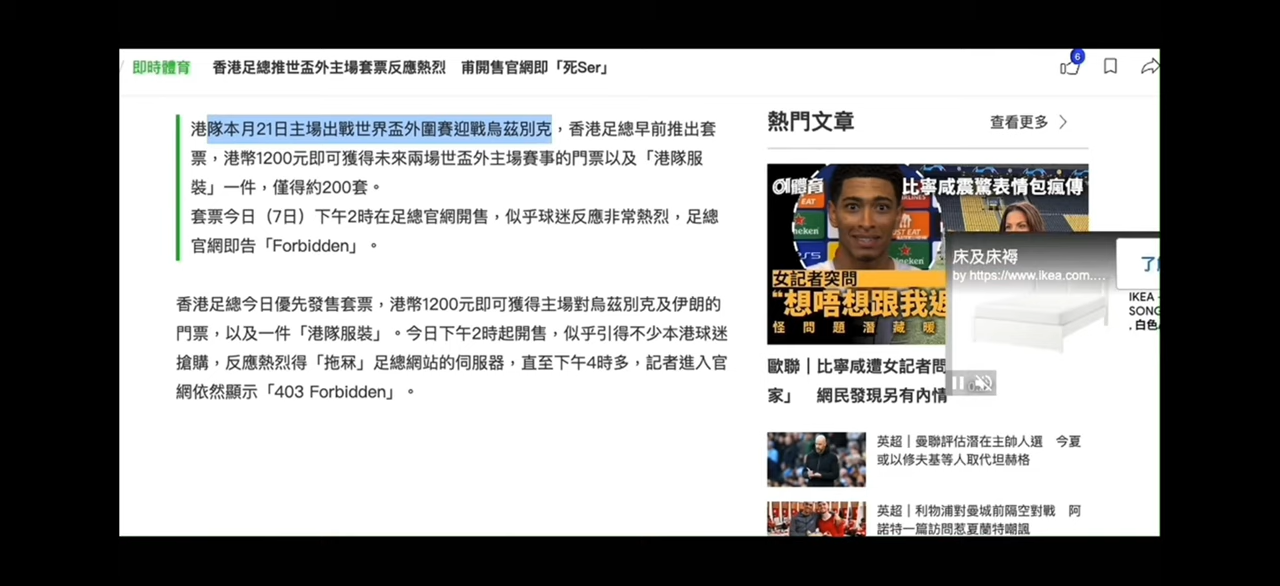 即時體育 香港足總推世盃外主場套票反應熱烈 甫開售官網即「死Ser」
6
港隊本月21日主場出戰世界盃外圍賽迎戰烏茲別克，香港足總早前推出套
票，港幣1200元即可獲得未來兩場世盃外主場賽事的門票以及「港隊服
裝」一件，僅得約200套。
套票今日（7日）下午2時在足總官網開售，似乎球迷反應非常熱烈，足總
官網即告「Forbidden」。
香港足總今日優先發售套票，港幣1200元即可獲得主場對烏茲別克及伊朗的
門票，以及一件「港隊服裝」。今日下午2時起開售，似乎引得不少本港球迷
搶購，反應熱烈得「拖冧」足總網站的伺服器，直至下午4時多，記者進入官
網依然顯示「403 Forbidden」。
熱門文章 查看更多
01體育 比寧咸震驚表情包瘋傳
EAT
Heineken
PS5
JUST EAT
Heineken
女記者突問
“想唔想跟我返
怪問題潛藏暖
床及床褥
by https://www.ikea.com....
IKEA
SONG
, 白色
歐聯｜比寧咸遭女記者問
家」 網民發現另有內情
英超｜曼聯評估潛在主帥人選 今夏
或以修夫基等人取代坦赫格
英超｜利物浦對曼城前隔空對戰 阿
諾特一篇訪問惹夏蘭特嘲諷